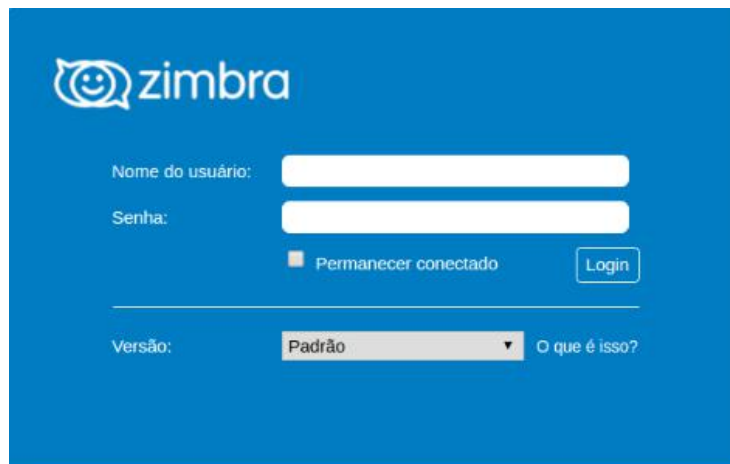 zimbra
Nome do usuário:
Senha:
Permanecer conectado Login
Versão: Padrão O que é isso?